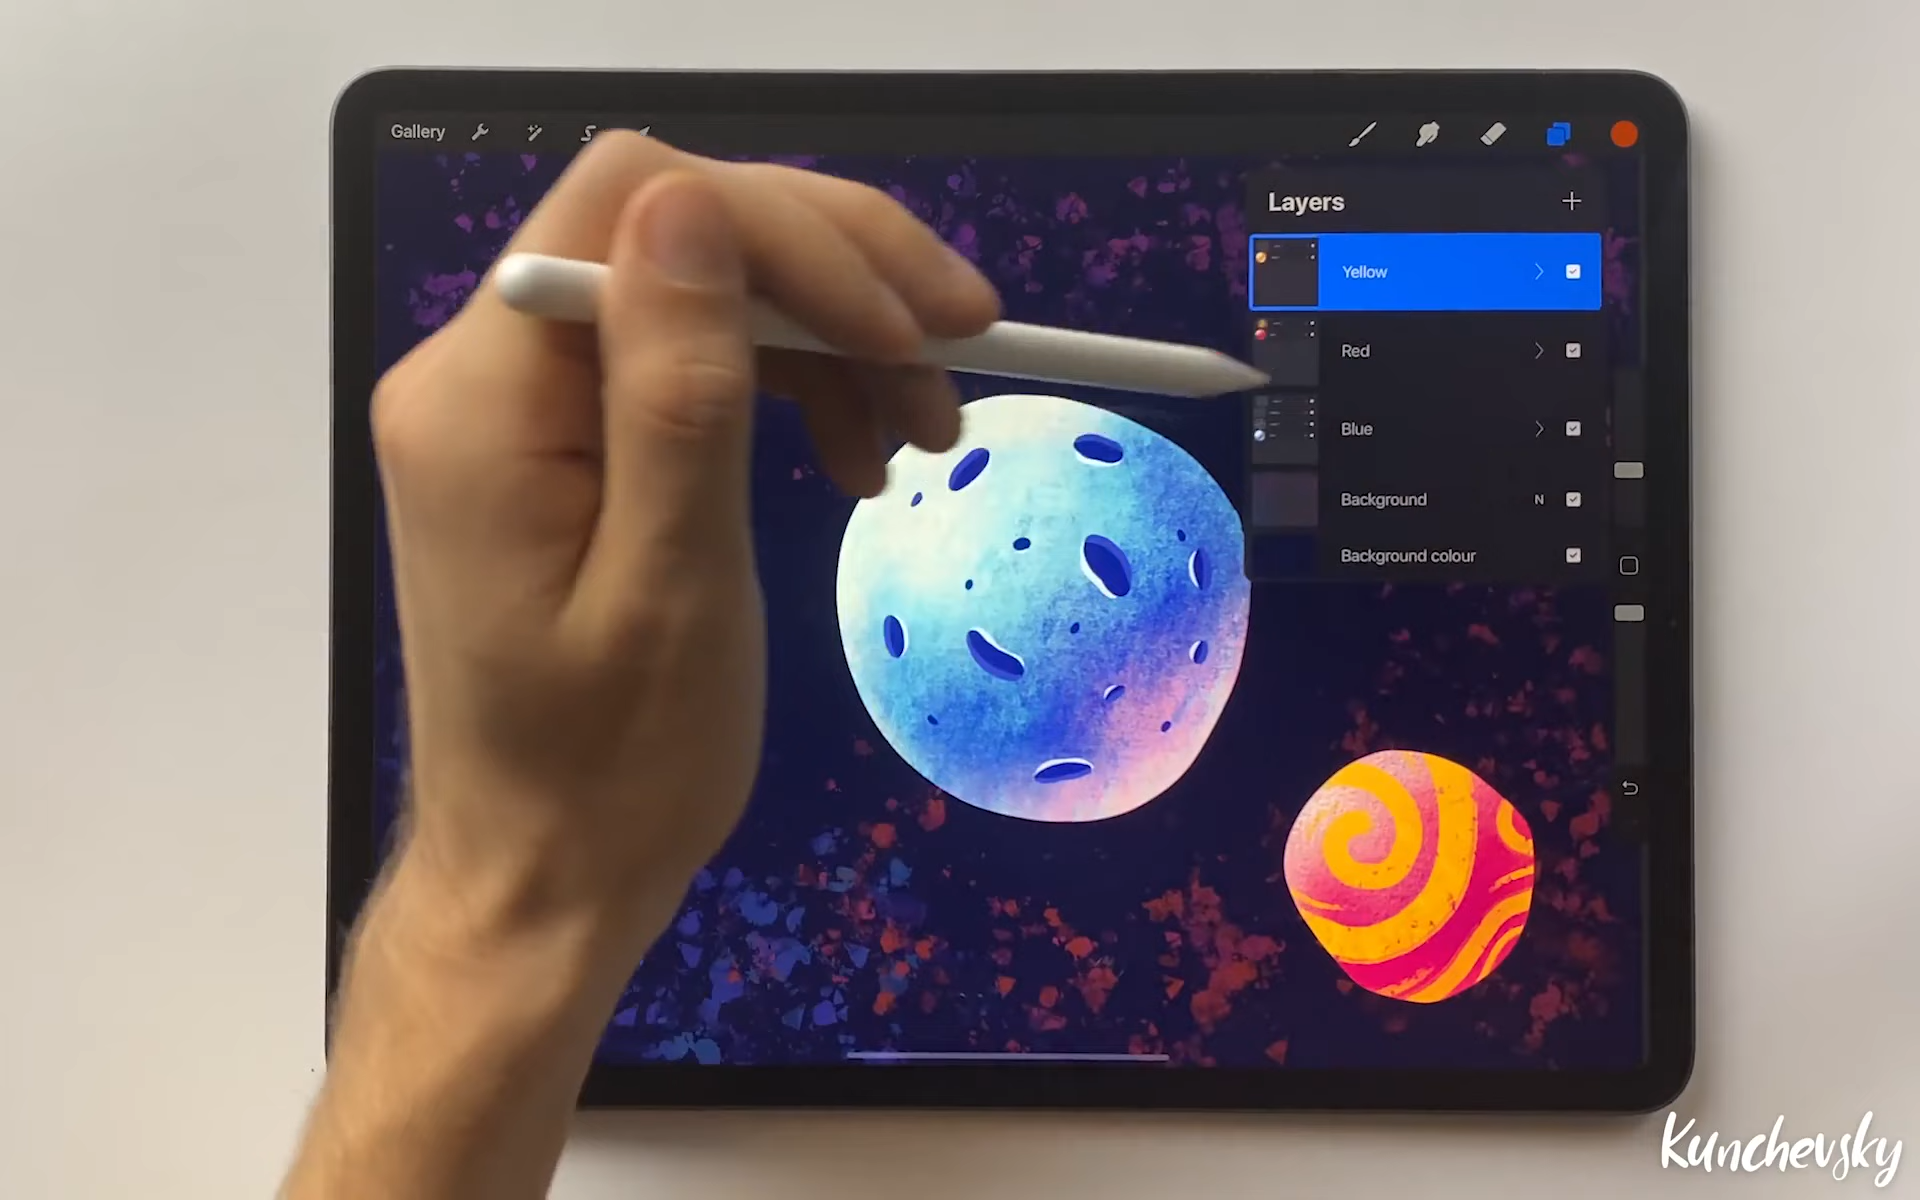 Gallery
Layers
Yellow
Red
Blue
Background N
Background colour
Kunchevsky